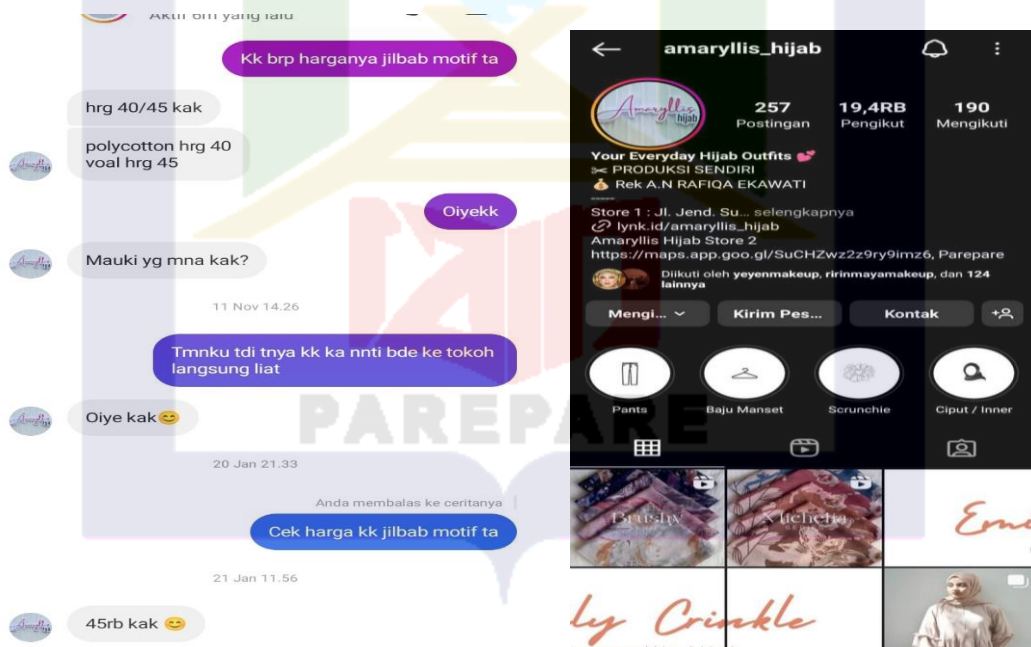 Aktif 6m yang lalu
Kk brp harganya jilbab motif ta
hrg 40/45 kak
polycotton hrg 40
voal hrg 45
Oiyekk
Mauki yg mna kak?
11 Nov 14.26
Tmnku tdi tnya kk ka nnti bde ke tokoh
langsung liat
Oiye kak😊
20 Jan 21.33
Anda membalas ke ceritanya
Cek harga kk jilbab motif ta
21 Jan 11.56
45rb kak 😊
PAREPARE
amaryllis_hijab
Amaryllis
hijab
257 19,4RB 190
Postingan Pengikut Mengikuti
Your Everyday Hijab Outfits 💕
✂ PRODUKSI SENDIRI
💰 Rek A.N RAFIQA EKAWATI
-----
Store 1 : Jl. Jend. Su... selengkapnya
lynk.id/amaryllis_hijab
Amaryllis Hijab Store 2
https://maps.app.goo.gl/SuCHZwz2z9ry9imz6, Parepare
Diikuti oleh yeyenmakeup, ririnmayamakeup, dan 124
lainnya
Mengi... Kirim Pes... Kontak
Pants Baju Manset Scrunchie Ciput / Inner
Brushy
ly Crinkle